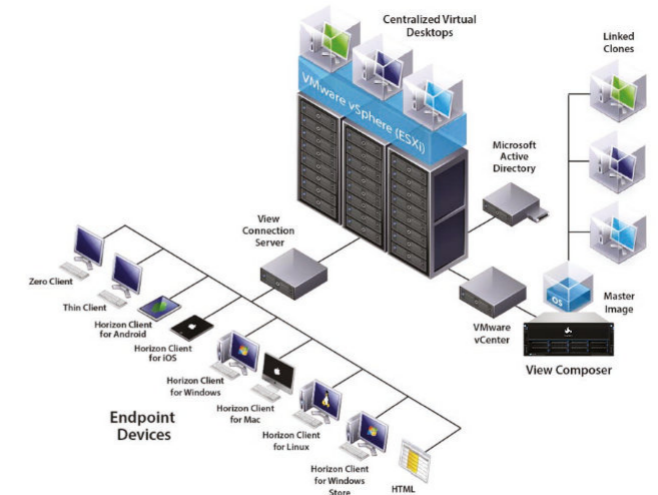 Centralized Virtual
Desktops
Linked
Clones
VMware vSphere (ESXi)
Microsoft
Active
Directory
View
Connection
Server
Zero Client
Thin Client
Horizon Client
for Android
Horizon Client
for iOS
Horizon Client
for Windows
Horizon Client
for Mac
Horizon Client
for Linux
Horizon Client
for Windows
Store
HTML
Endpoint
Devices
VMware
vCenter
OS
Master
Image
View Composer